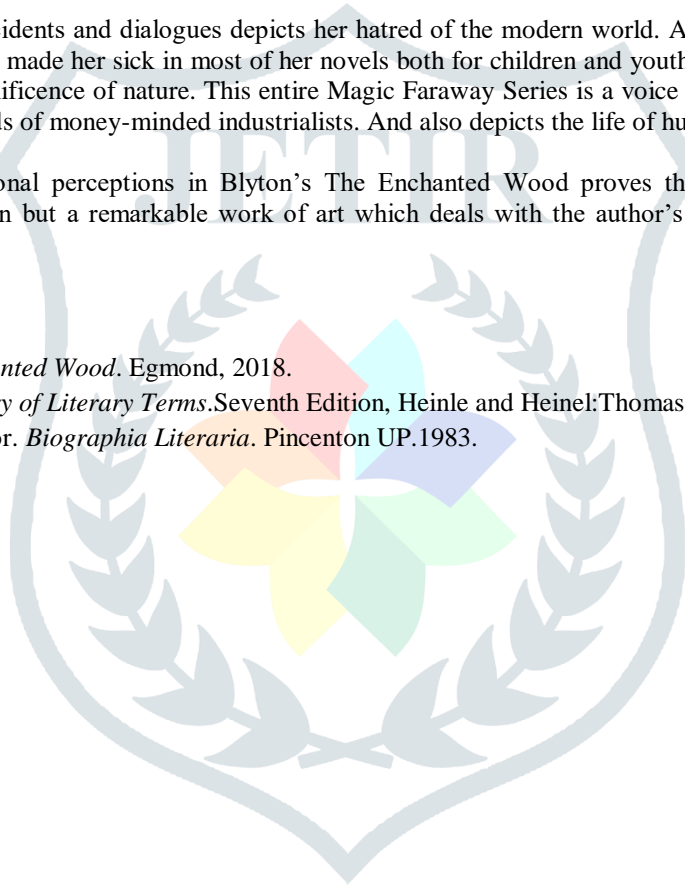 cidents and dialogues depicts her hatred of the modern world. A
made her sick in most of her novels both for children and youth
nificence of nature. This entire Magic Faraway Series is a voice
ds of money-minded industrialists. And also depicts the life of hu
JETIR
onal perceptions in Blyton’s The Enchanted Wood proves th
n but a remarkable work of art which deals with the author’s
nted Wood. Egmond, 2018.
y of Literary Terms.Seventh Edition, Heinle and Heinel:Thomas
or. Biographia Literaria. Pincenton UP.1983.